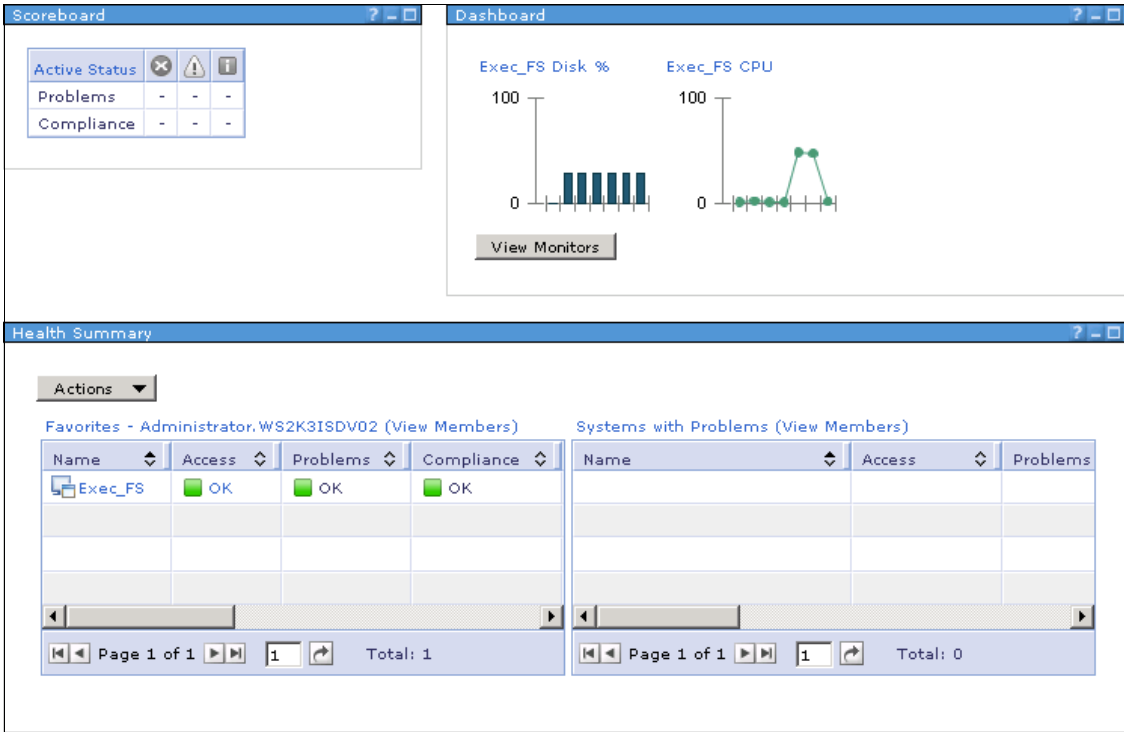 Scoreboard ?
Active Status
Problems - - -
Compliance - - -
Dashboard ?
Exec_FS Disk % Exec_FS CPU
100 100
0 0
View Monitors
Health Summary ?
Actions
Favorites - Administrator.WS2K3ISDV02 (View Members)
Name Access Problems Compliance
Exec_FS OK OK OK
Page 1 of 1 1 Total: 1
Systems with Problems (View Members)
Name Access Problems
Page 1 of 1 1 Total: 0